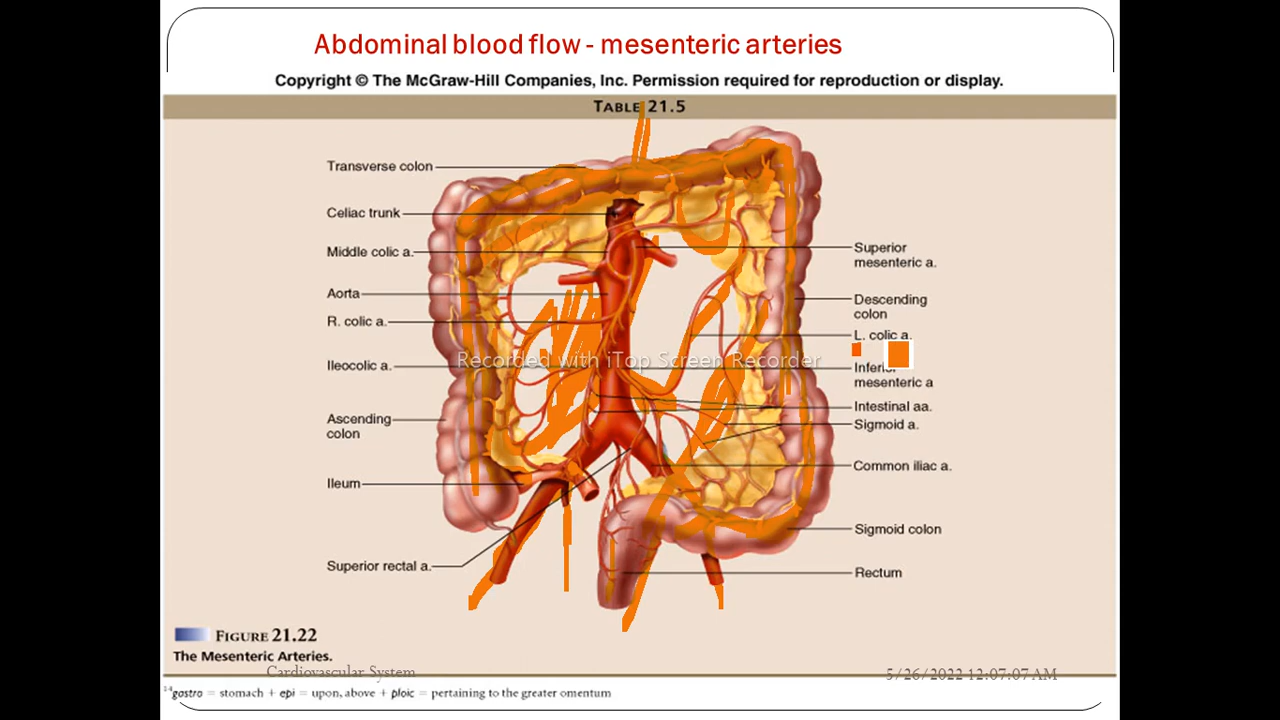 Abdominal blood flow - mesenteric arteries
Copyright © The McGraw-Hill Companies, Inc. Permission required for reproduction or display.
TABLE 21.5
Transverse colon
Celiac trunk
Middle colic a.
Aorta
R. colic a.
Ileocolic a.
Ascending
colon
Ileum
Superior rectal a.
Superior
mesenteric a.
Descending
colon
L. colic a.
Inferior
mesenteric a
Intestinal aa.
Sigmoid a.
Common iliac a.
Sigmoid colon
Rectum
Recorded with iTop Screen Recorder
FIGURE 21.22
The Mesenteric Arteries.
Cardiovascular System
5/26/2022 12:07:07 AM
14gastro = stomach + epi = upon, above + ploic = pertaining to the greater omentum